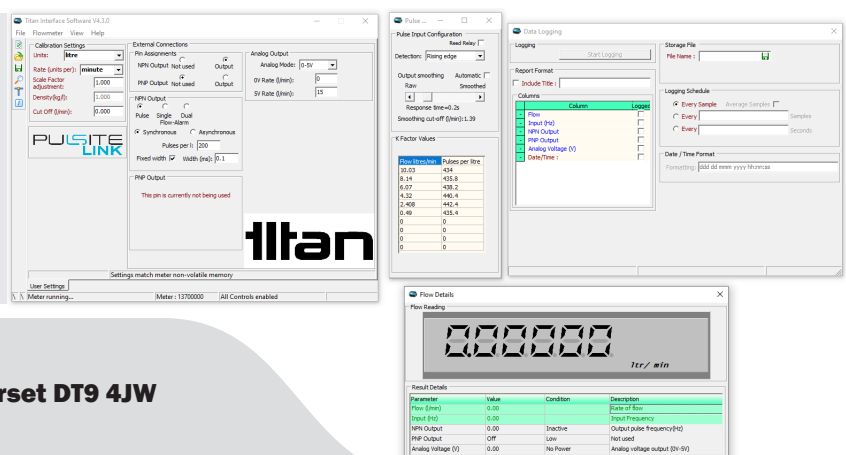 Titan Interface Software V4.3.0
File Flowmeter View Help
Calibration Settings
Units: litre
Rate (units per): minute
Scale Factor adjustment: 1.000
Density(kg/l): 1.000
Cut Off (l/min): 0.000
PULSITE
LINK
External Connections
Pin Assignments
NPN Output Not used Output
PNP Output Not used Output
NPN Output
Pulse Single Dual
Flow-Alarm
Synchronous Asynchronous
Pulses per l: 200
Fixed width Width (ms): 0.1
PNP Output
This pin is currently not being used
Analog Output
Analog Mode: 0-5V
0V Rate (l/min): 0
5V Rate (l/min): 15
titan
Settings match meter non-volatile memory
User Settings
Meter running... Meter : 13700000 All Controls enabled
Pulse ...
Pulse Input Configuration
Reed Relay
Detection: Rising edge
Output smoothing Automatic
Raw Smoothed
Response time=0.2s
Smoothing cut-off (l/min):1.39
K Factor Values
Flow litres/min Pulses per litre
10.03 434
8.14 435.8
6.07 438.2
4.32 440.4
2.408 442.4
0.49 435.4
0 0
0 0
0 0
0 0
Data Logging
Logging
Start Logging
Report Format
Include Title :
Columns
Column Logged
- Flow
- Input (Hz)
- NPN Output
- PNP Output
- Analog Voltage (V)
- Date/Time :
Storage File
File Name :
Logging Schedule
Every Sample Average Samples
Every Samples
Every Seconds
Date / Time Format
Formatting: ddd dd mmm yyyy hh:nn:ss
Flow Details
Flow Reading
0.00000
ltr/ min
Result Details
Parameter Value Condition Description
Flow (l/min) 0.00 Rate of flow
Input (Hz) 0.00 Input Frequency
NPN Output 0.00 Inactive Output pulse frequency(Hz)
PNP Output Off Low Not used
Analog Voltage (V) 0.00 No Power Analog voltage output (0V-5V)
rset DT9 4JW